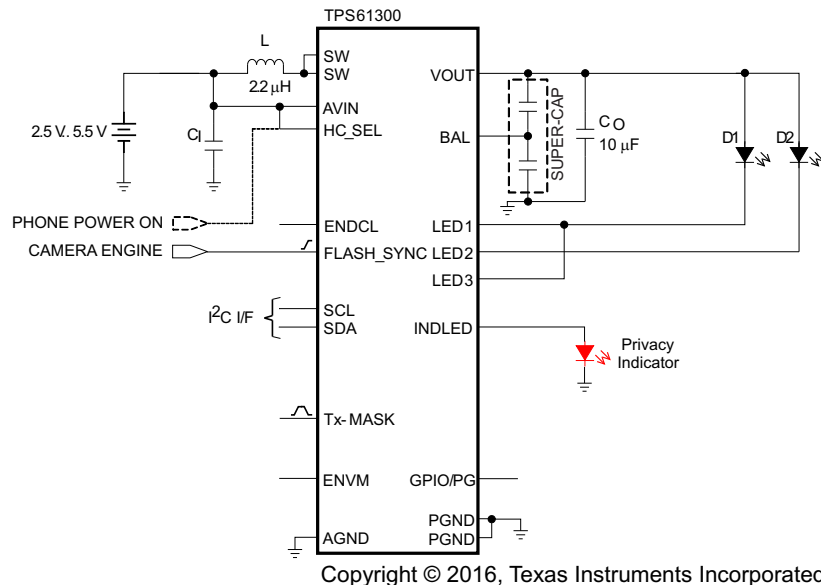 TPS61300
L
2.2 μH
SW
SW
AVIN
HC_SEL
2.5 V..5.5 V
CI
PHONE POWER ON
CAMERA ENGINE
ENDCL
FLASH_SYNC
I2C I/F
SCL
SDA
Tx-MASK
ENVM
AGND
VOUT
BAL
SUPER-CAP
CO
10 μF
D1
D2
LED1
LED2
LED3
INDLED
Privacy
Indicator
GPIO/PG
PGND
PGND
Copyright © 2016, Texas Instruments Incorporated